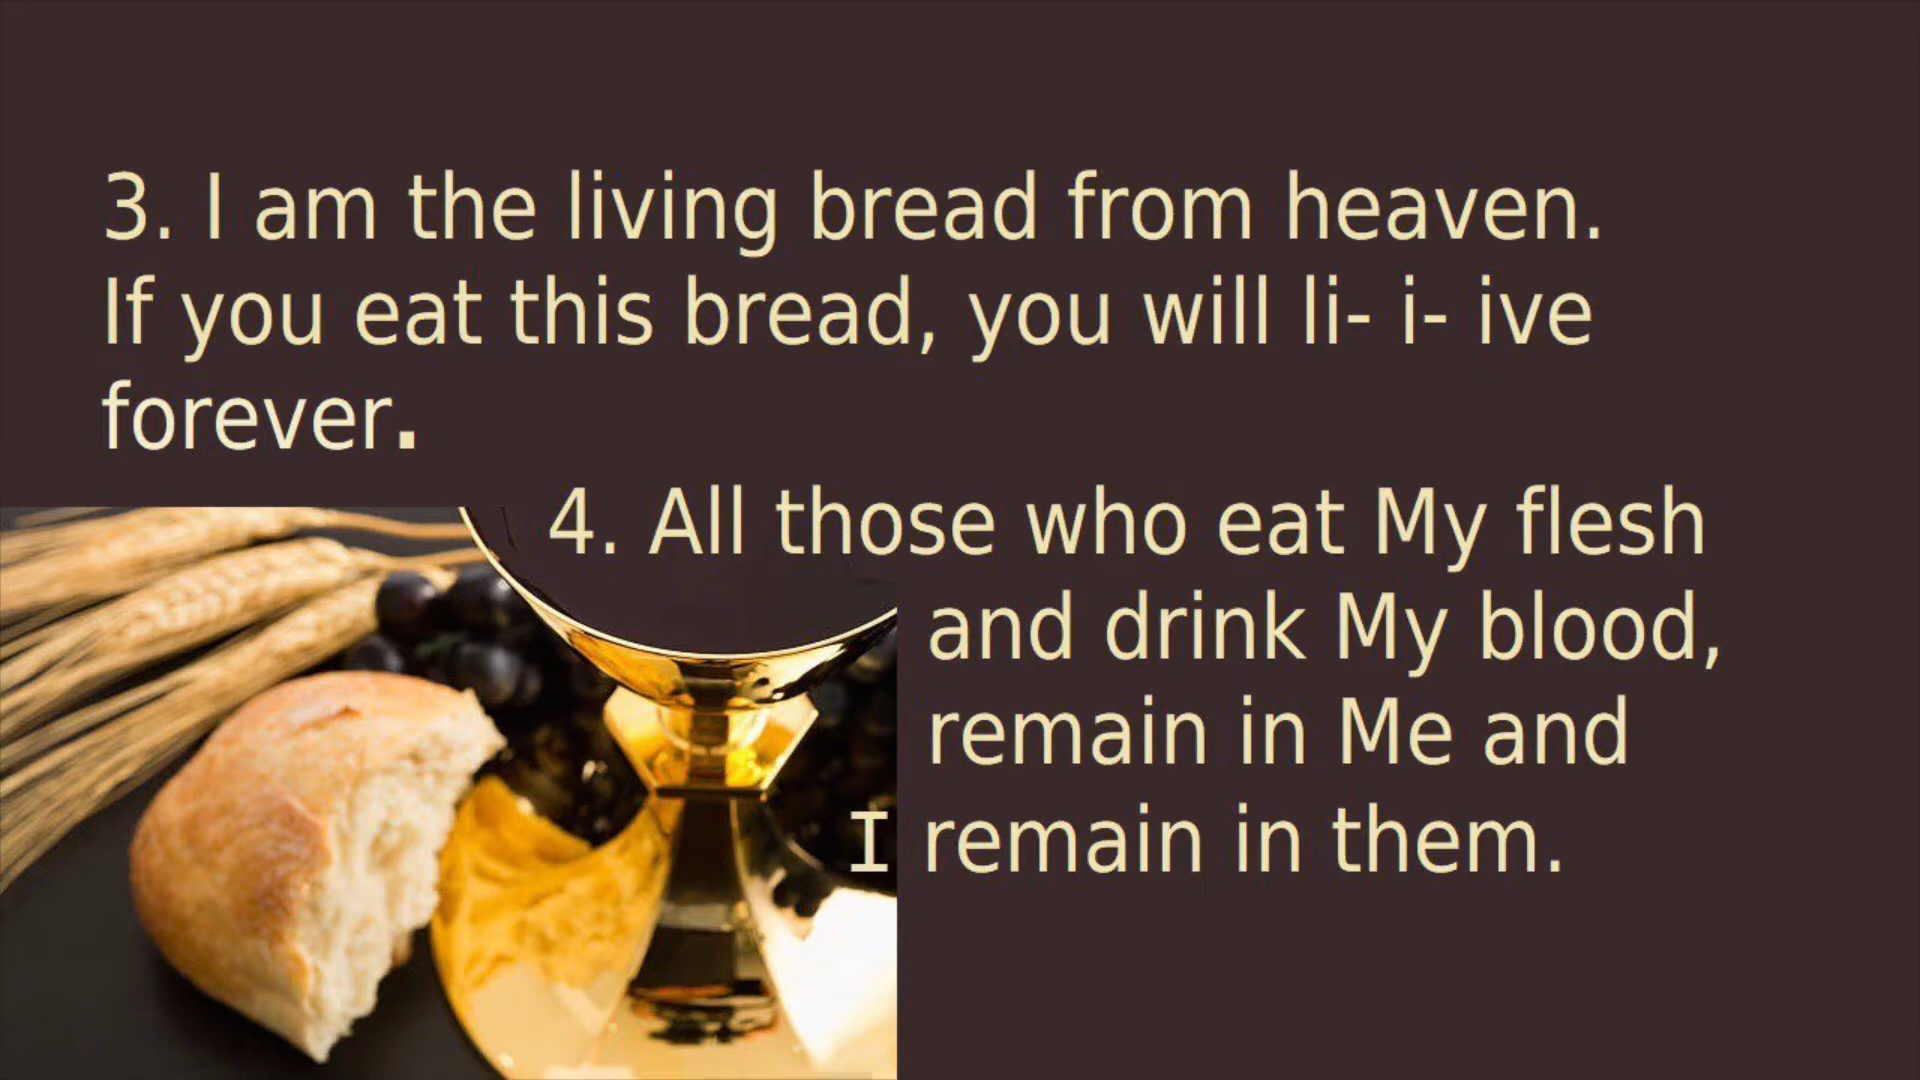 3. I am the living bread from heaven.
If you eat this bread, you will li- i- ive
forever.
4. All those who eat My flesh
and drink My blood,
remain in Me and
I remain in them.